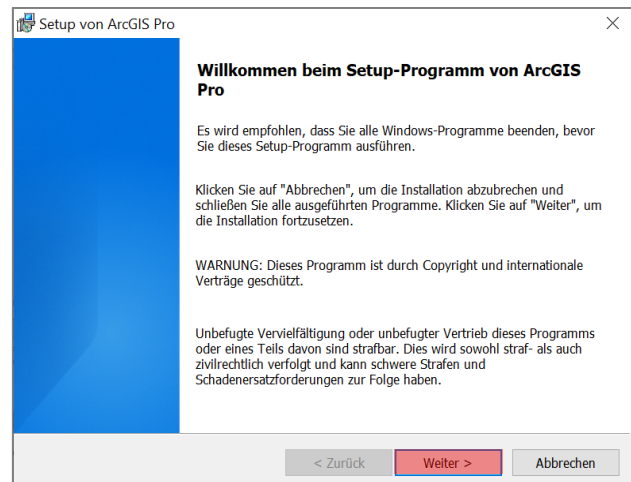 Setup von ArcGIS Pro
Willkommen beim Setup-Programm von ArcGIS
Pro
Es wird empfohlen, dass Sie alle Windows-Programme beenden, bevor
Sie dieses Setup-Programm ausführen.
Klicken Sie auf "Abbrechen", um die Installation abzubrechen und
schließen Sie alle ausgeführten Programme. Klicken Sie auf "Weiter", um
die Installation fortzusetzen.
WARNUNG: Dieses Programm ist durch Copyright und internationale
Verträge geschützt.
Unbefugte Vervielfältigung oder unbefugter Vertrieb dieses Programms
oder eines Teils davon sind strafbar. Dies wird sowohl straf- als auch
zivilrechtlich verfolgt und kann schwere Strafen und
Schadenersatzforderungen zur Folge haben.
< Zurück Weiter > Abbrechen